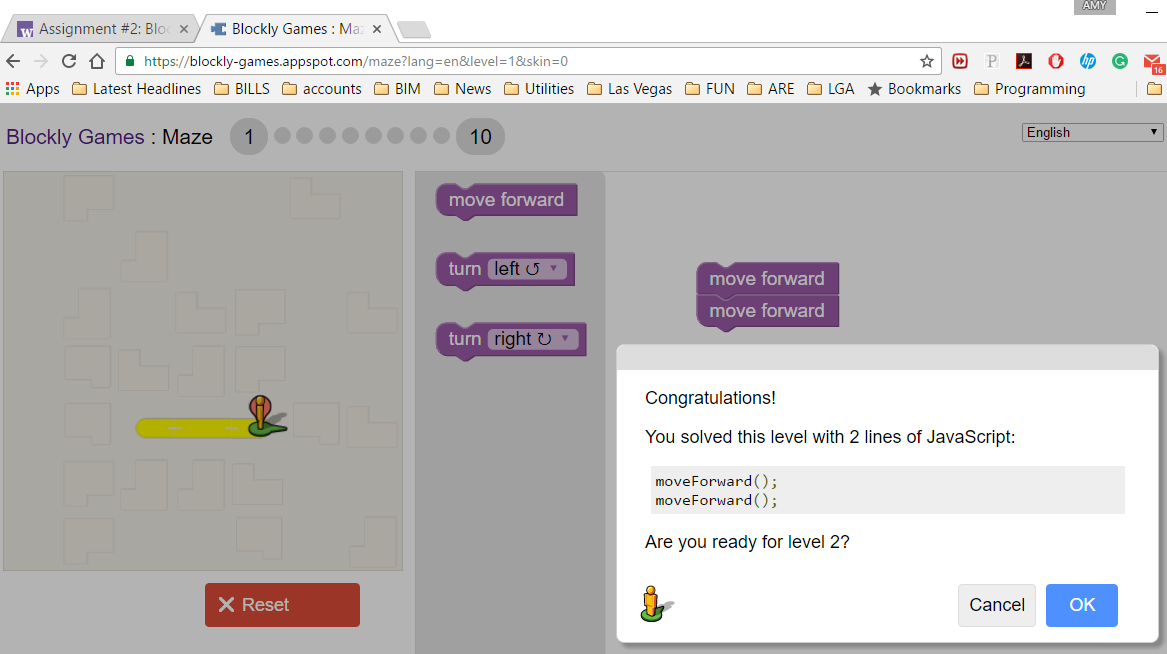 AMY
Assignment #2: Blo
Blockly Games : Ma
https://blockly-games.appspot.com/maze?lang=en&level=1&skin=0
P
hp
G
16
Apps Latest Headlines BILLS accounts BIM News Utilities Las Vegas FUN ARE LGA Bookmarks Programming
Blockly Games : Maze 1 10
English
move forward
turn left ↺
turn right ↻
move forward
move forward
Congratulations!
You solved this level with 2 lines of JavaScript:
moveForward();
moveForward();
Are you ready for level 2?
Cancel OK
Reset